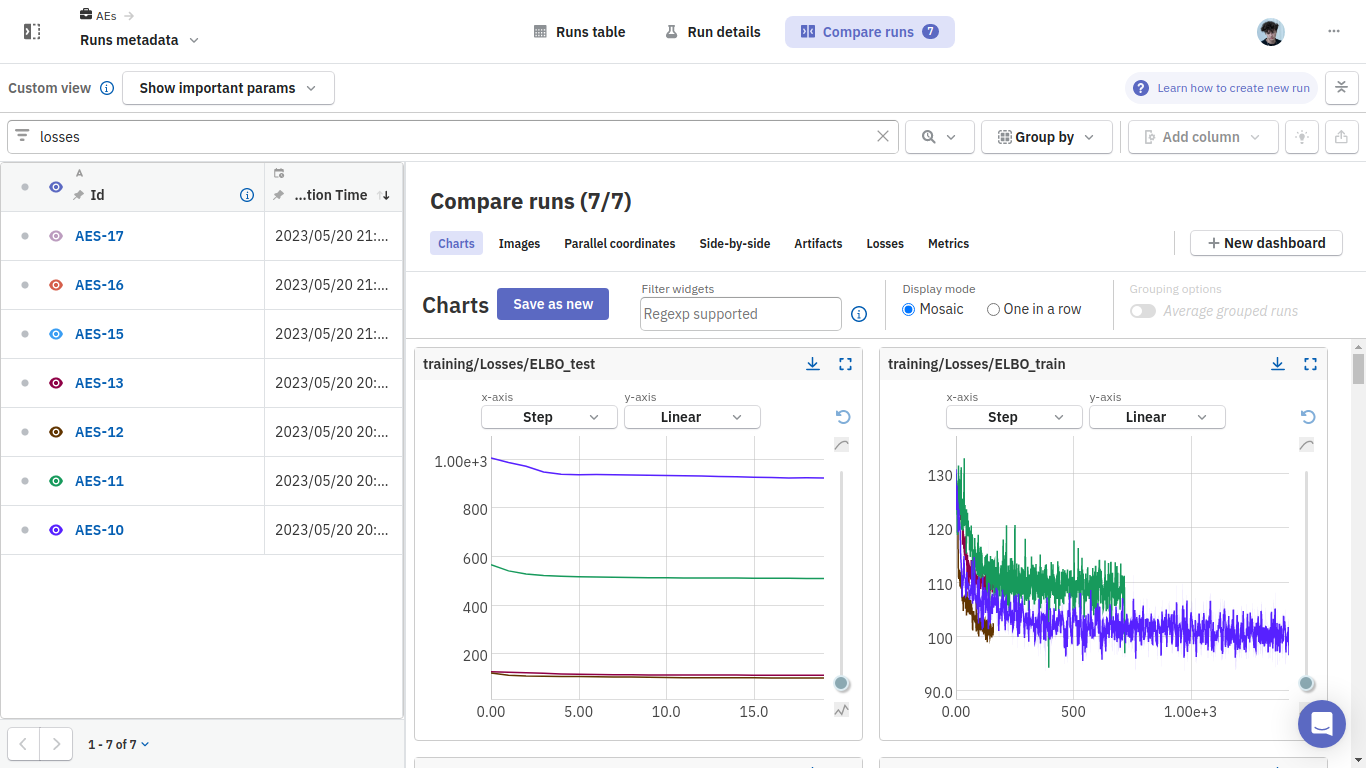 AEs
Runs metadata
Runs table
Run details
Compare runs 7
Custom view
Show important params
Learn how to create new run
losses
Group by
Add column
A
Id
...tion Time
AES-17
2023/05/20 21:...
AES-16
2023/05/20 21:...
AES-15
2023/05/20 21:...
AES-13
2023/05/20 20:...
AES-12
2023/05/20 20:...
AES-11
2023/05/20 20:...
AES-10
2023/05/20 20:...
1 - 7 of 7
Compare runs (7/7)
Charts
Images
Parallel coordinates
Side-by-side
Artifacts
Losses
Metrics
New dashboard
Charts
Save as new
Filter widgets
Regexp supported
Display mode
Mosaic
One in a row
Grouping options
Average grouped runs
training/Losses/ELBO_test
x-axis
y-axis
Step
Linear
1.00e+3
800
600
400
200
0.00
5.00
10.0
15.0
training/Losses/ELBO_train
x-axis
y-axis
Step
Linear
130
120
110
100
90.0
0.00
500
1.00e+3